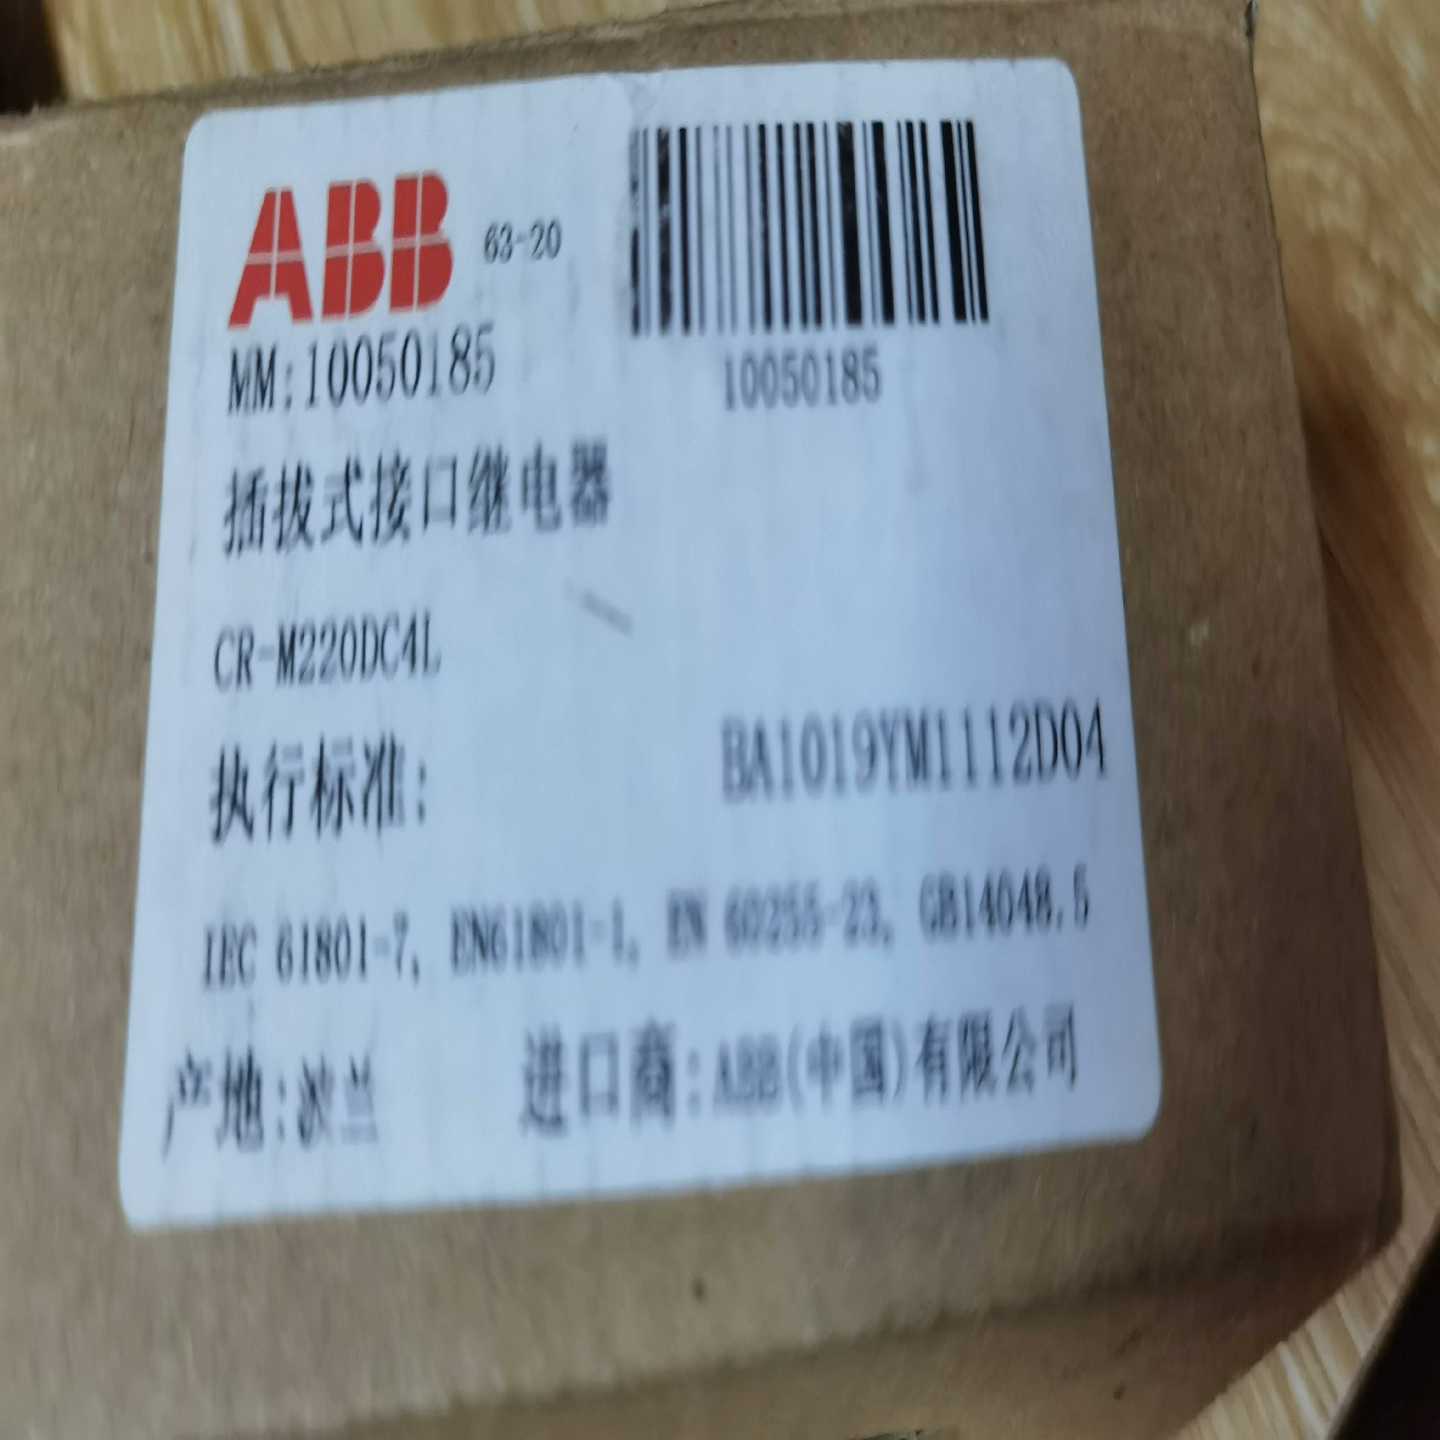 ABB 63-20
MM:10050185
10050185
插拔式接口继电器
CR-M220DC4L
执行标准: BA1019YM1112D04
IEC 61801-7, EN61801-1, EN 60255-23, GB14048.5
产地:波兰 进口商:ABB(中国)有限公司